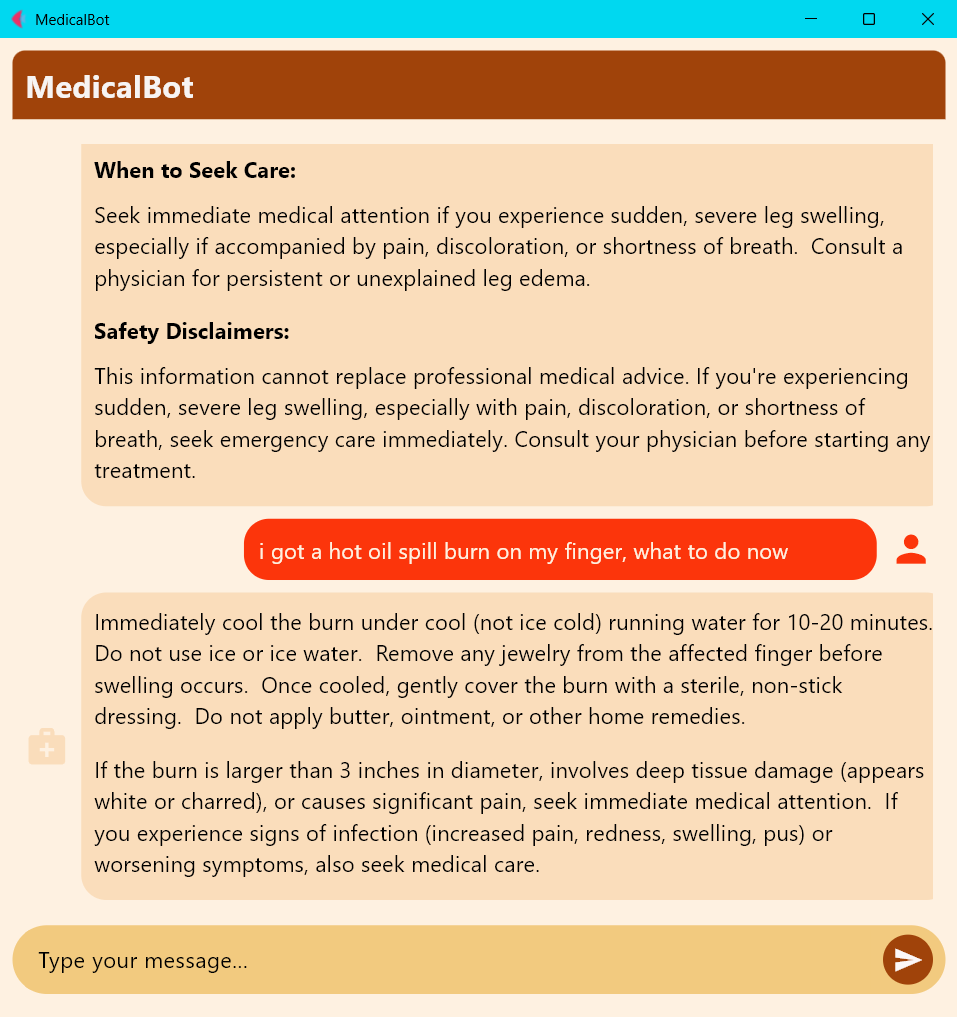 MedicalBot
MedicalBot
When to Seek Care:
Seek immediate medical attention if you experience sudden, severe leg swelling,
especially if accompanied by pain, discoloration, or shortness of breath.  Consult a
physician for persistent or unexplained leg edema.
Safety Disclaimers:
This information cannot replace professional medical advice. If you're experiencing
sudden, severe leg swelling, especially with pain, discoloration, or shortness of
breath, seek emergency care immediately. Consult your physician before starting any
treatment.
i got a hot oil spill burn on my finger, what to do now
Immediately cool the burn under cool (not ice cold) running water for 10-20 minutes.
Do not use ice or ice water.  Remove any jewelry from the affected finger before
swelling occurs.  Once cooled, gently cover the burn with a sterile, non-stick
dressing.  Do not apply butter, ointment, or other home remedies.
If the burn is larger than 3 inches in diameter, involves deep tissue damage (appears
white or charred), or causes significant pain, seek immediate medical attention.  If
you experience signs of infection (increased pain, redness, swelling, pus) or
worsening symptoms, also seek medical care.
Type your message...